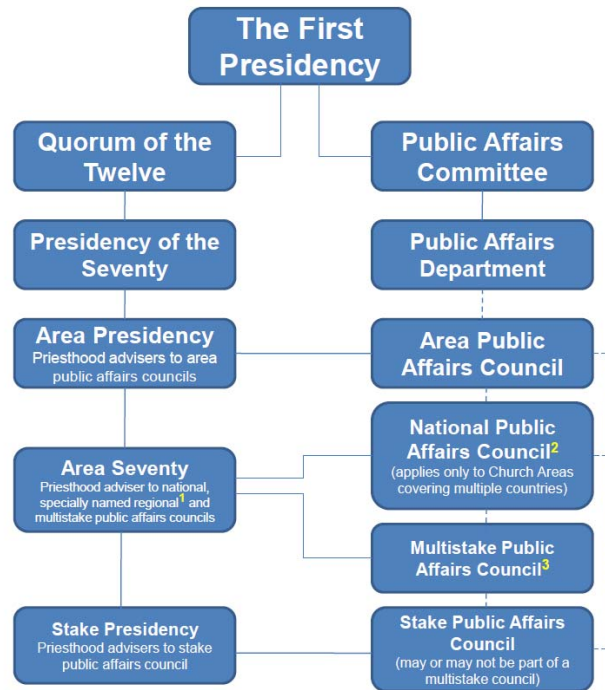 The First
Presidency
Quorum of the
Twelve
Public Affairs
Committee
Presidency of the
Seventy
Public Affairs
Department
Area Presidency
Priesthood advisers to area
public affairs councils
Area Public
Affairs Council
National Public
Affairs Council2
(applies only to Church Areas
covering multiple countries)
Area Seventy
Priesthood adviser to national,
specially named regional1 and
multistake public affairs councils
Multistake Public
Affairs Council3
Stake Presidency
Priesthood advisers to stake
public affairs council
Stake Public Affairs
Council
(may or may not be part of a
multistake council)